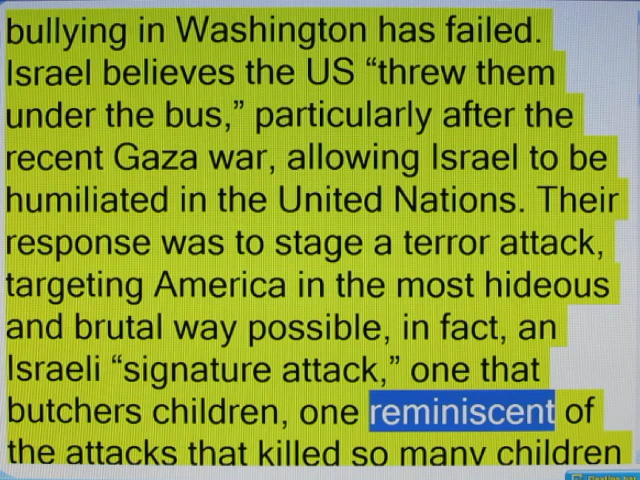 bullying in Washington has failed.
Israel believes the US “threw them
under the bus,” particularly after the
recent Gaza war, allowing Israel to be
humiliated in the United Nations. Their
response was to stage a terror attack,
targeting America in the most hideous
and brutal way possible, in fact, an
Israeli “signature attack,” one that
butchers children, one reminiscent of
the attacks that killed so many children